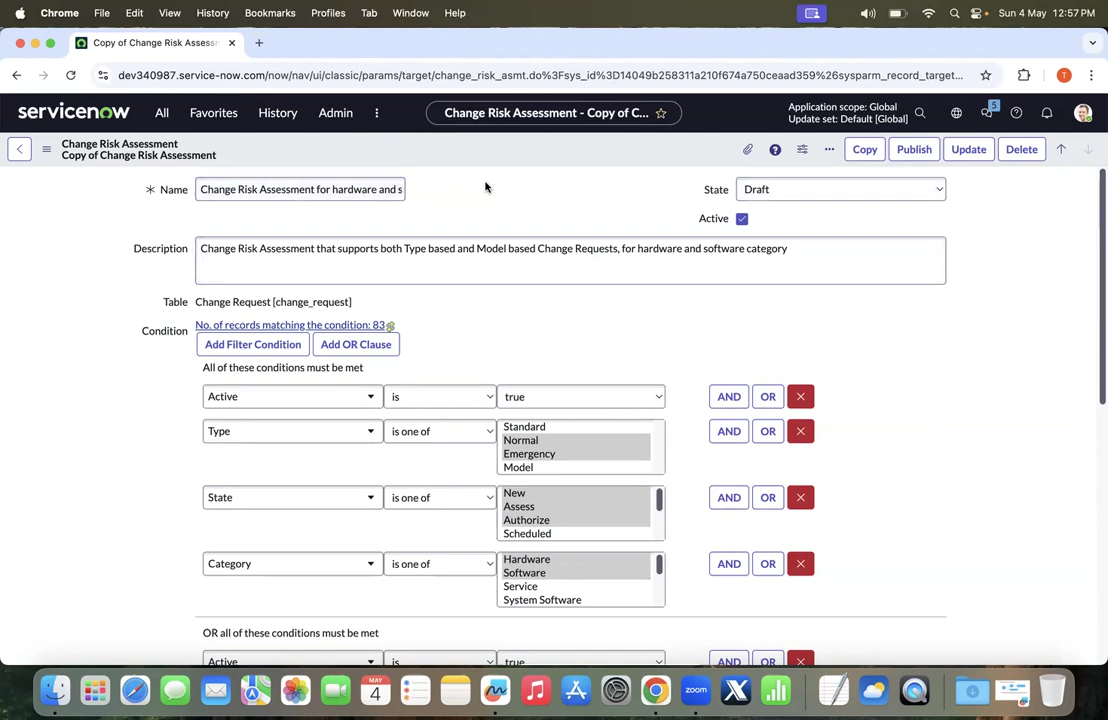 Chrome File Edit View History Bookmarks Profiles Tab Window Help Sun 4 May 12:57 PM
Copy of Change Risk Assessm
dev340987.service-now.com/now/nav/ui/classic/params/target/change_risk_asmt.do%3Fsys_id%3D14049b258311a210f674a750ceaad359%26sysparm_record_target... T
servicenow All Favorites History Admin Change Risk Assessment - Copy of C... Application scope: Global 5
Update set: Default [Global]
Change Risk Assessment
Copy of Change Risk Assessment
Copy Publish Update Delete
Name Change Risk Assessment for hardware and s State Draft
Active
Description Change Risk Assessment that supports both Type based and Model based Change Requests, for hardware and software category
Table Change Request [change_request]
Condition No. of records matching the condition: 83
Add Filter Condition Add OR Clause
All of these conditions must be met
Active is true AND OR
Type is one of Standard AND OR
Normal
Emergency
Model
State is one of New AND OR
Assess
Authorize
Scheduled
Category is one of Hardware AND OR
Software
Service
System Software
OR all of these conditions must be met
Active is true AND OR
MAY
4
zoom